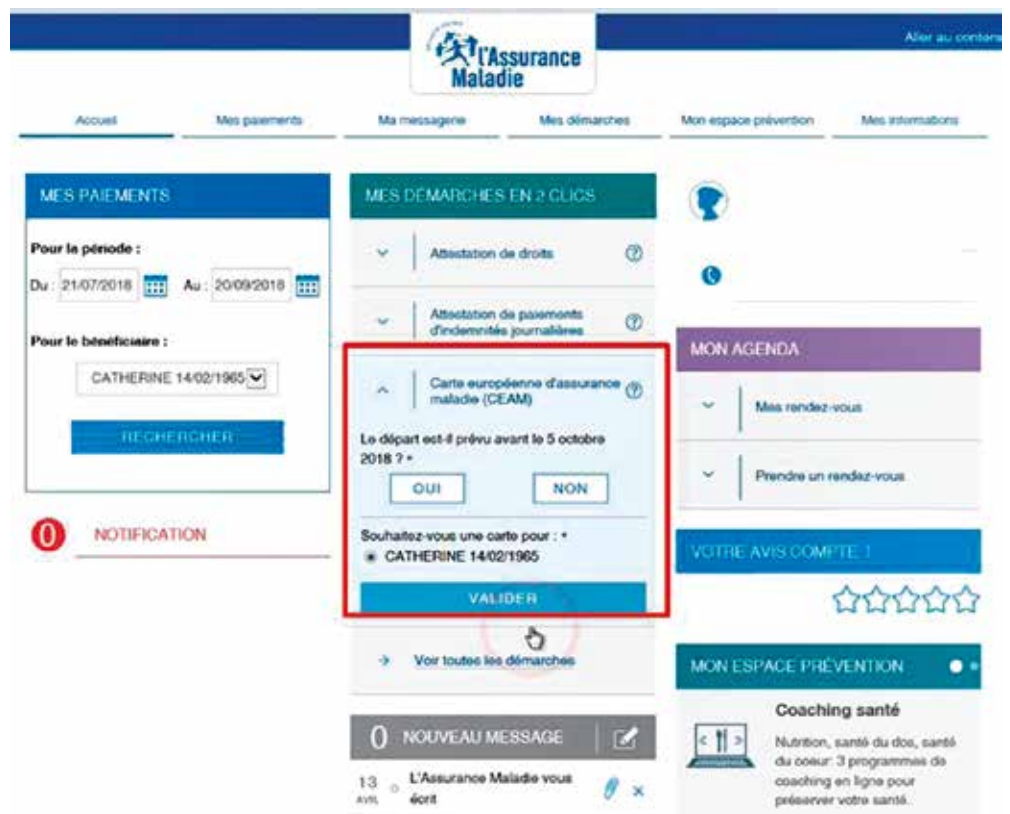 Aller au conten
l'Assurance
Maladie
Accueil
Mes paiements
Ma messagerie
Mes démarches
Mon espace prévention
Mes informations
MES PAIEMENTS
Pour la période :
Du : 21/07/2018 Au : 20/09/2018
Pour le bénéficiaire :
CATHERINE 14/02/1965
RECHERCHER
0 NOTIFICATION
MES DÉMARCHES EN 2 CLICS
Attestation de droits ?
Attestation de paiements
d'indemnités journalières ?
Carte européenne d'assurance
maladie (CEAM) ?
Le départ est-il prévu avant le 5 octobre
2018 ? *
OUI NON
Souhaitez-vous une carte pour : *
CATHERINE 14/02/1965
VALIDER
Voir toutes les démarches
0 NOUVEAU MESSAGE
13 L'Assurance Maladie vous
AVRIL écrit
MON AGENDA
Mes rendez-vous
Prendre un rendez-vous
VOTRE AVIS COMPTE !
MON ESPACE PRÉVENTION
Coaching santé
Nutrition, santé du dos, santé
du coeur: 3 programmes de
coaching en ligne pour
préserver votre santé.